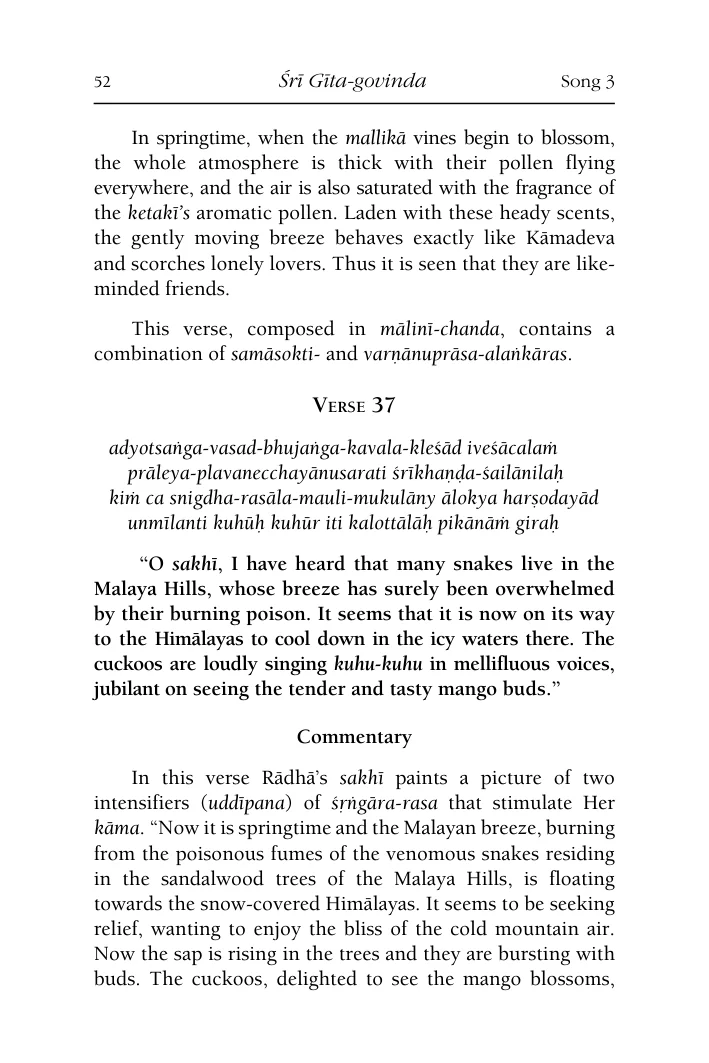 52 Śrī Gīta-govinda Song 3
In springtime, when the mallikā vines begin to blossom,
the whole atmosphere is thick with their pollen flying
everywhere, and the air is also saturated with the fragrance of
the ketakī’s aromatic pollen. Laden with these heady scents,
the gently moving breeze behaves exactly like Kāmadeva
and scorches lonely lovers. Thus it is seen that they are like-
minded friends.
This verse, composed in mālinī-chanda, contains a
combination of samāsokti- and varṇānuprāsa-alaṅkāras.
Verse 37
adyotsaṅga-vasad-bhujaṅga-kavala-kleśād iveśācalaṁ
prāleya-plavanecchayānusarati śrīkhaṇḍa-śailānilaḥ
kiṁ ca snigdha-rasāla-mauli-mukulāny ālokya harṣodayād
unmīlanti kuhūḥ kuhūr iti kalottālāḥ pikānāṁ giraḥ
“O sakhī, I have heard that many snakes live in the
Malaya Hills, whose breeze has surely been overwhelmed
by their burning poison. It seems that it is now on its way
to the Himālayas to cool down in the icy waters there. The
cuckoos are loudly singing kuhu-kuhu in mellifluous voices,
jubilant on seeing the tender and tasty mango buds.”
Commentary
In this verse Rādhā’s sakhī paints a picture of two
intensifiers (uddīpana) of śṛṅgāra-rasa that stimulate Her
kāma. “Now it is springtime and the Malayan breeze, burning
from the poisonous fumes of the venomous snakes residing
in the sandalwood trees of the Malaya Hills, is floating
towards the snow-covered Himālayas. It seems to be seeking
relief, wanting to enjoy the bliss of the cold mountain air.
Now the sap is rising in the trees and they are bursting with
buds. The cuckoos, delighted to see the mango blossoms,